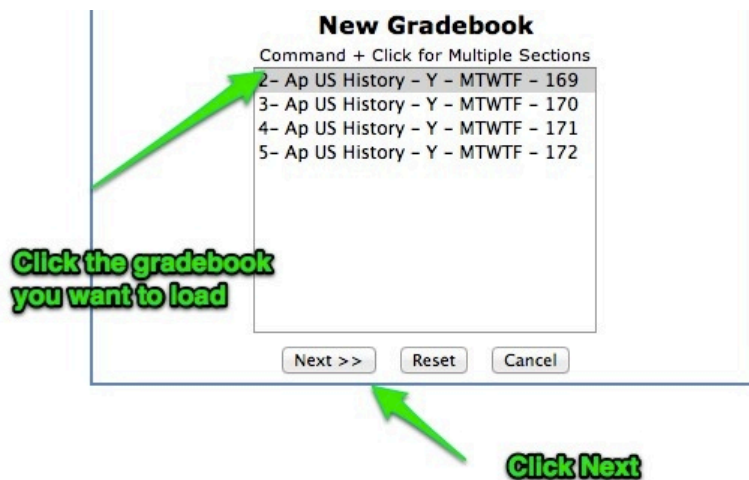 New Gradebook
Command + Click for Multiple Sections
2- Ap US History - Y - MTWTF - 169
3- Ap US History - Y - MTWTF - 170
4- Ap US History - Y - MTWTF - 171
5- Ap US History - Y - MTWTF - 172
Click the gradebook
you want to load
Next >> Reset Cancel
Click Next